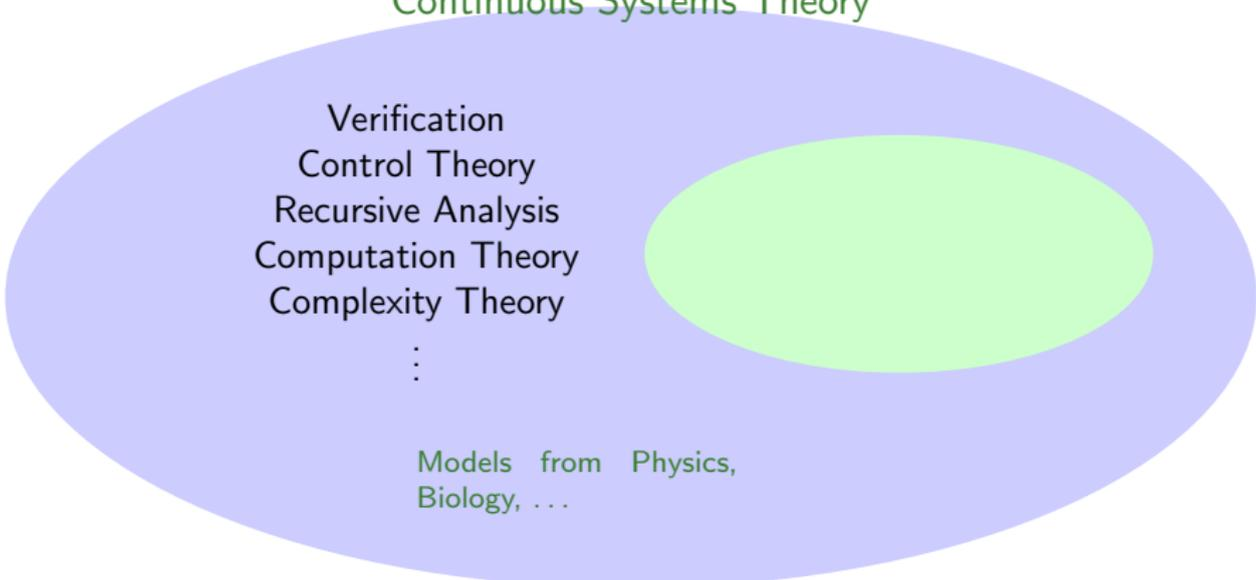 Continuous Systems Theory
Verification
Control Theory
Recursive Analysis
Computation Theory
Complexity Theory
⋮
Models from Physics,
Biology, ...